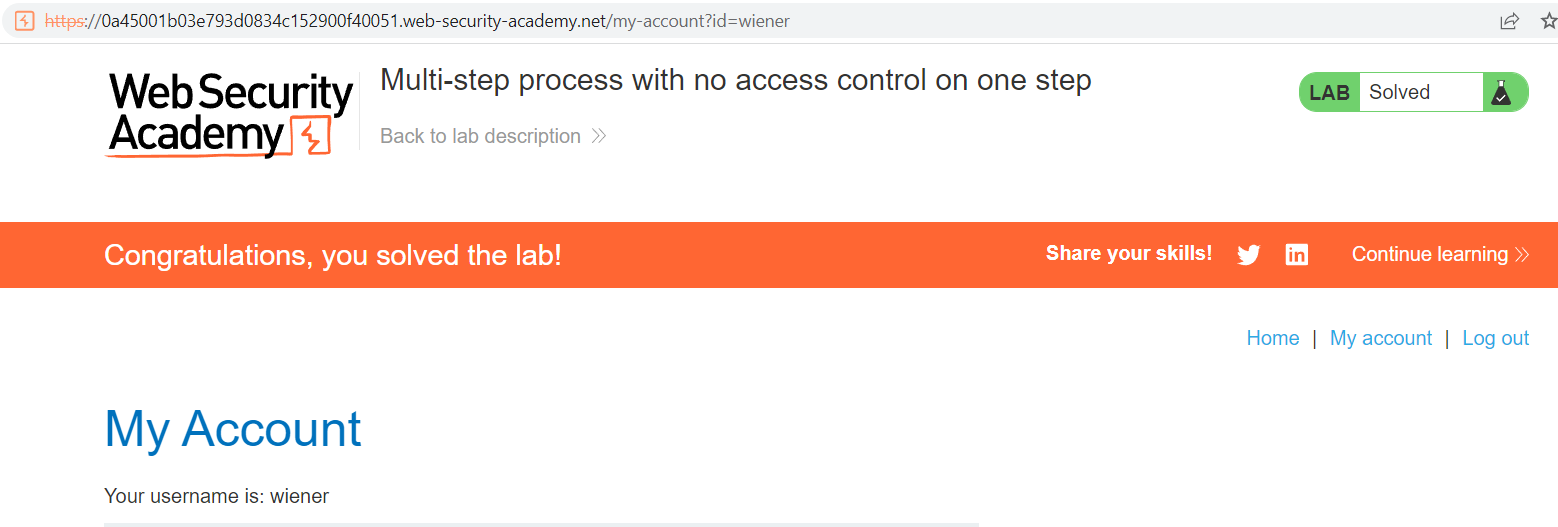 https://0a45001b03e793d0834c152900f40051.web-security-academy.net/my-account?id=wiener
Web Security
Academy
Multi-step process with no access control on one step
Back to lab description
LAB Solved
Congratulations, you solved the lab!
Share your skills!
Continue learning
Home | My account | Log out
My Account
Your username is: wiener